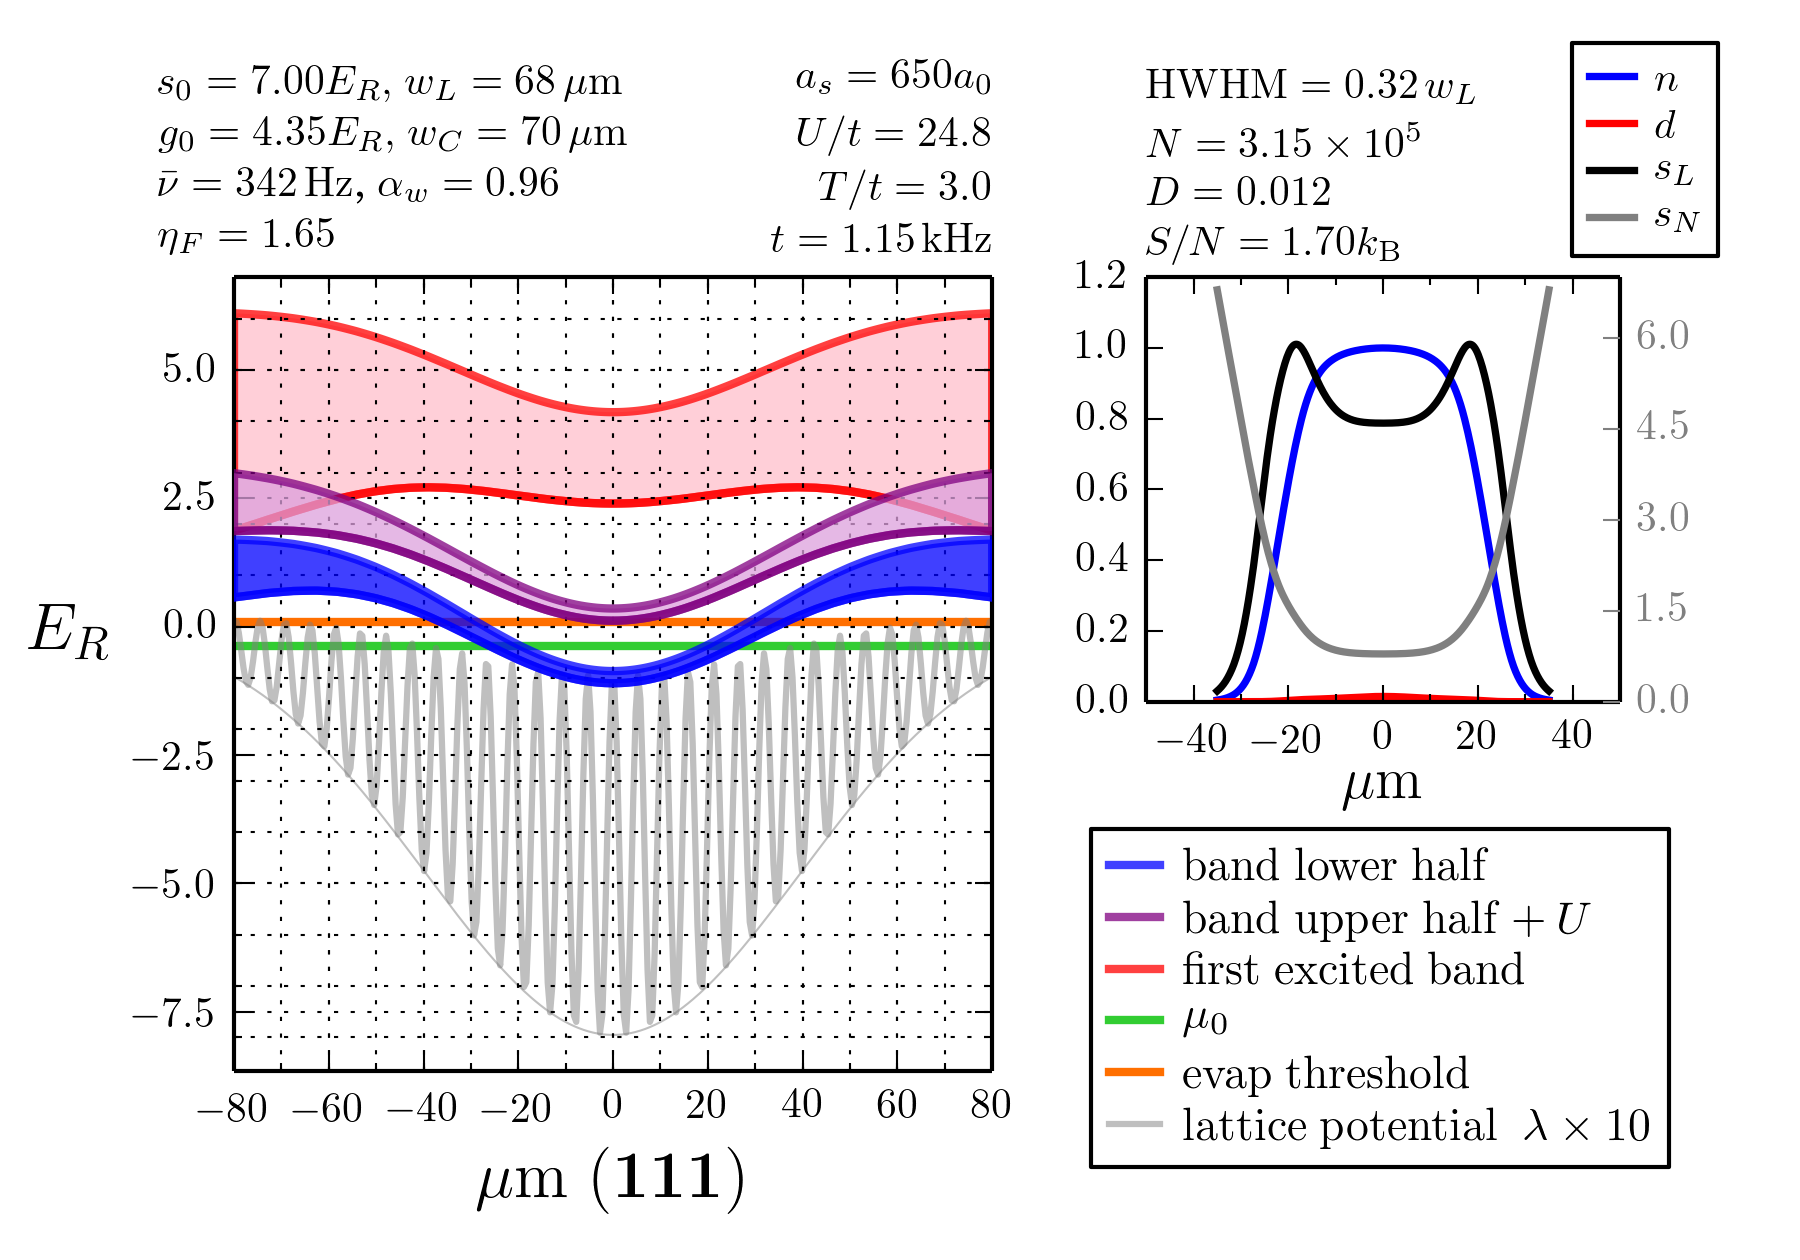 s₀ = 7.00E_R, w_L = 68 μm
g₀ = 4.35E_R, w_C = 70 μm
ν̄ = 342 Hz, α_w = 0.96
η_F = 1.65
a_s = 650a₀
U/t = 24.8
T/t = 3.0
t = 1.15 kHz
HWHM = 0.32 w_L
N = 3.15 × 10⁵
D = 0.012
S/N = 1.70k_B
n
d
s_L
s_N
E_R
5.0
2.5
0.0
−2.5
−5.0
−7.5
−80 −60 −40 −20 0 20 40 60 80
μm (111)
1.2
1.0
0.8
0.6
0.4
0.2
0.0
6.0
4.5
3.0
1.5
0.0
−40 −20 0 20 40
μm
band lower half
band upper half + U
first excited band
μ₀
evap threshold
lattice potential λ × 10